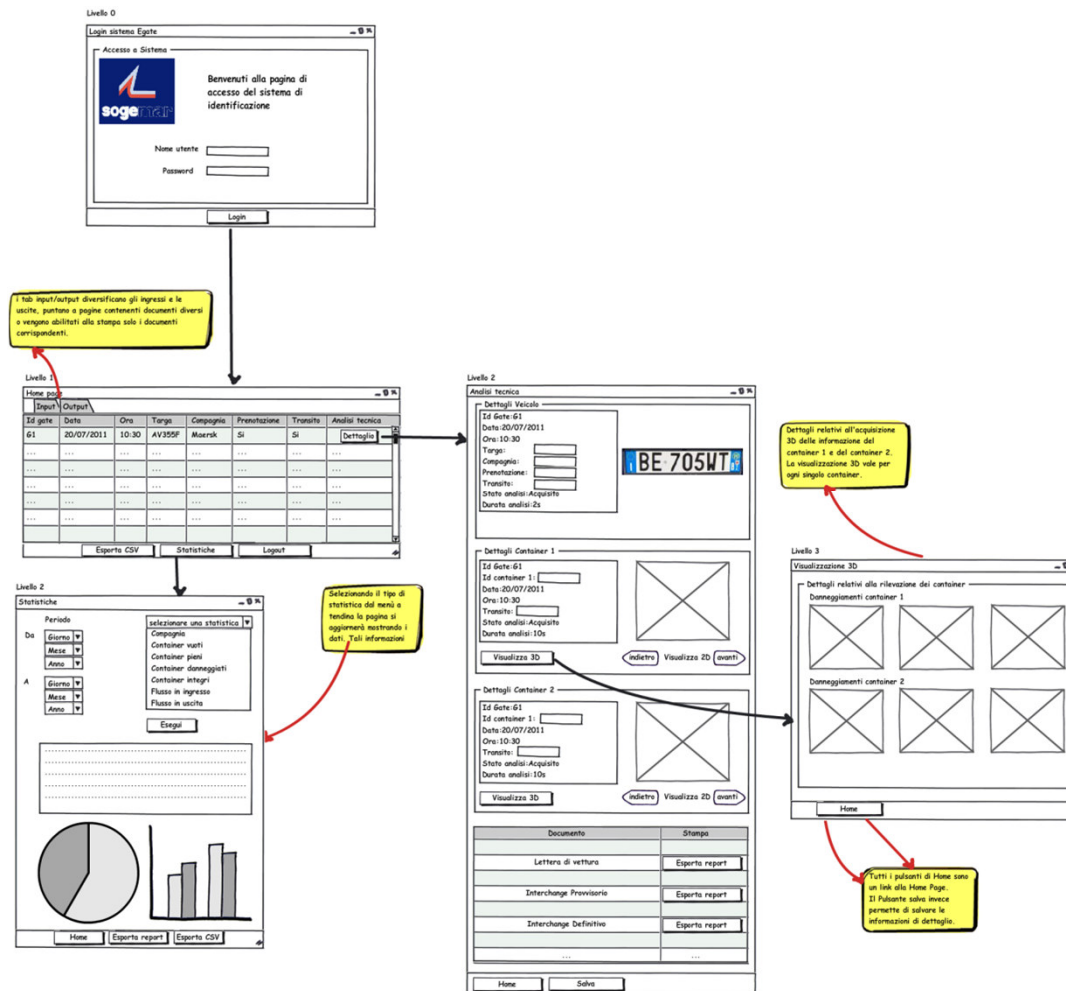 Livello 0
Login sistema Egate
Accesso a Sistema
sogemar
Benvenuti alla pagina di
accesso del sistema di
identificazione
Nome utente
Password
Login
i tab input/output diversificano gli ingressi e le
uscite, puntano a pagine contenenti documenti diversi
o vengono abilitati alla stampa solo i documenti
corrispondenti.
Livello 1
Home page
Input Output
Id gate Data Ora Targa Compagnia Prenotazione Transito Analisi tecnica
G1 20/07/2011 10:30 AV355F Maersk Si Si Dettaglio
... ... ... ... ... ... ... ...
... ... ... ... ... ... ... ...
... ... ... ... ... ... ... ...
... ... ... ... ... ... ... ...
... ... ... ... ... ... ... ...
Esporta CSV Statistiche Logout
Livello 2
Statistiche
Periodo
Da
Giorno
Mese
Anno
A
Giorno
Mese
Anno
selezionare una statistica
Compagnia
Container vuoti
Container pieni
Container danneggiati
Container integri
Flusso in ingresso
Flusso in uscita
Esegui
Home Esporta report Esporta CSV
Selezionando il tipo di
statistica dal menù a
tendina la pagina si
aggiornerà mostrando i
dati. Tali informazioni
Livello 2
Analisi tecnica
Dettagli Veicolo
Id Gate:G1
Data:20/07/2011
Ora:10:30
Targa:
Compagnia:
Prenotazione:
Transito:
Stato analisi:Acquisito
Durata analisi:2s
BE 705WT
Dettagli Container 1
Id Gate:G1
Id container 1:
Data:20/07/2011
Ora:10:30
Transito:
Stato analisi:Acquisito
Durata analisi:10s
Visualizza 3D
indietro Visualizza 2D avanti
Dettagli Container 2
Id Gate:G1
Id container 1:
Data:20/07/2011
Ora:10:30
Transito:
Stato analisi:Acquisito
Durata analisi:10s
Visualizza 3D
indietro Visualizza 2D avanti
Documento Stampa
Lettera di vettura Esporta report
Interchange Provvisorio Esporta report
Interchange Definitivo Esporta report
... ...
Home Salva
Dettagli relativi all'acquisizione
3D delle informazione del
container 1 e del container 2.
La visualizzazione 3D vale per
ogni singolo container.
Livello 3
Visualizzazione 3D
Dettagli relativi alla rilevazione dei container
Danneggiamenti container 1
Danneggiamenti container 2
Home
Tutti i pulsanti di Home sono
un link alla Home Page.
Il Pulsante salva invece
permette di salvare le
informazioni di dettaglio.